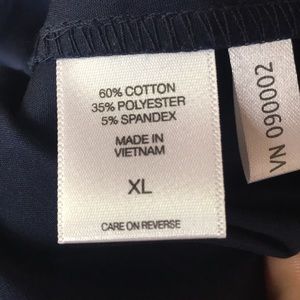 60% COTTON
35% POLYESTER
5% SPANDEX
MADE IN
VIETNAM
XL
CARE ON REVERSE
VN 090002